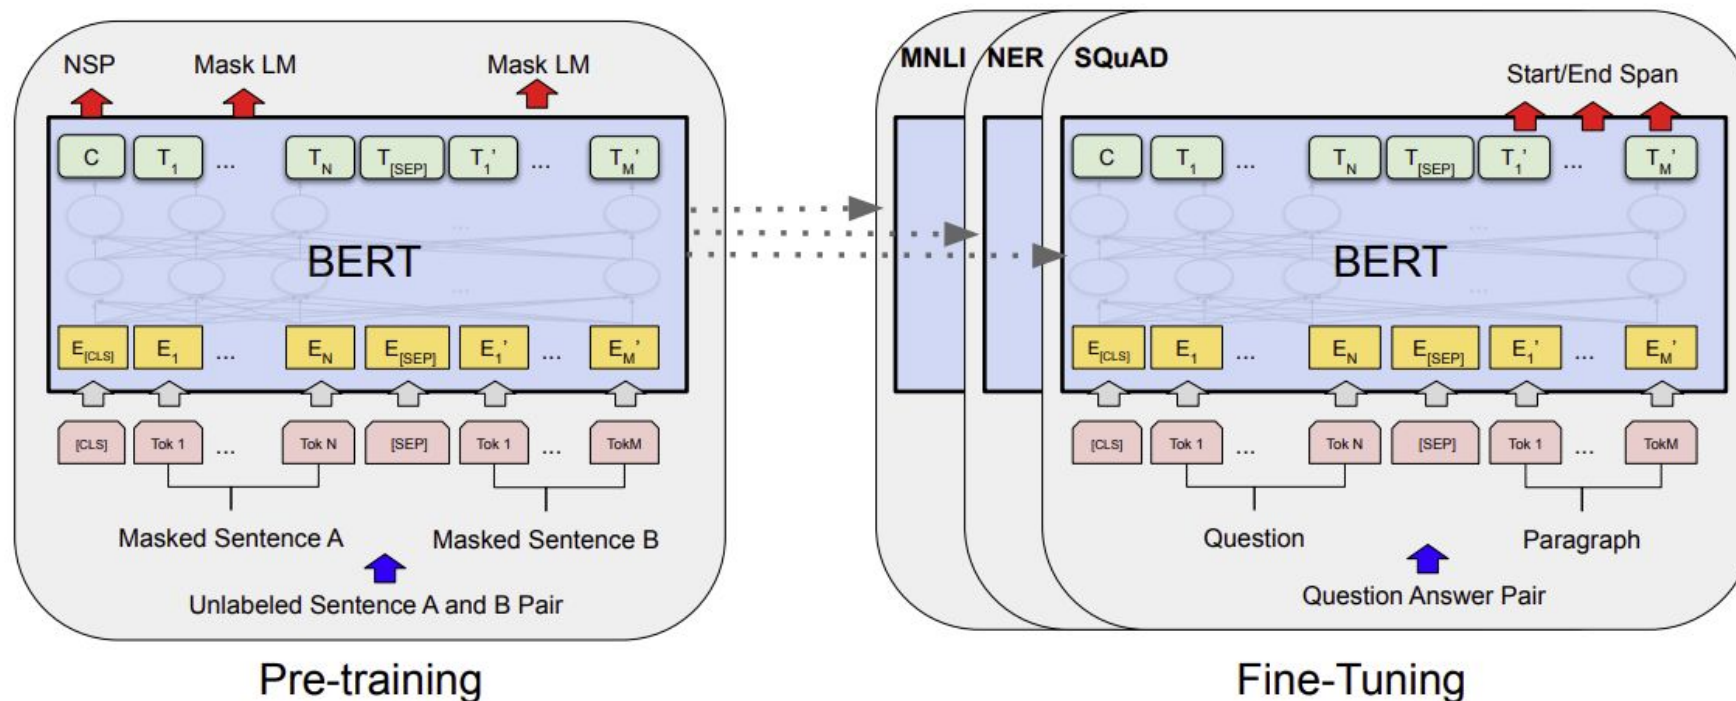 NSP Mask LM Mask LM
C T1 ... TN T[SEP] T1’ ... TM’
...
BERT
...
E[CLS] E1 ... EN E[SEP] E1’ ... EM’
[CLS] Tok 1 ... Tok N [SEP] Tok 1 ... TokM
Masked Sentence A Masked Sentence B
Unlabeled Sentence A and B Pair
Pre-training
MNLI NER SQuAD
Start/End Span
C T1 ... TN T[SEP] T1’ ... TM’
...
BERT
...
E[CLS] E1 ... EN E[SEP] E1’ ... EM’
[CLS] Tok 1 ... Tok N [SEP] Tok 1 ... TokM
Question Paragraph
Question Answer Pair
Fine-Tuning